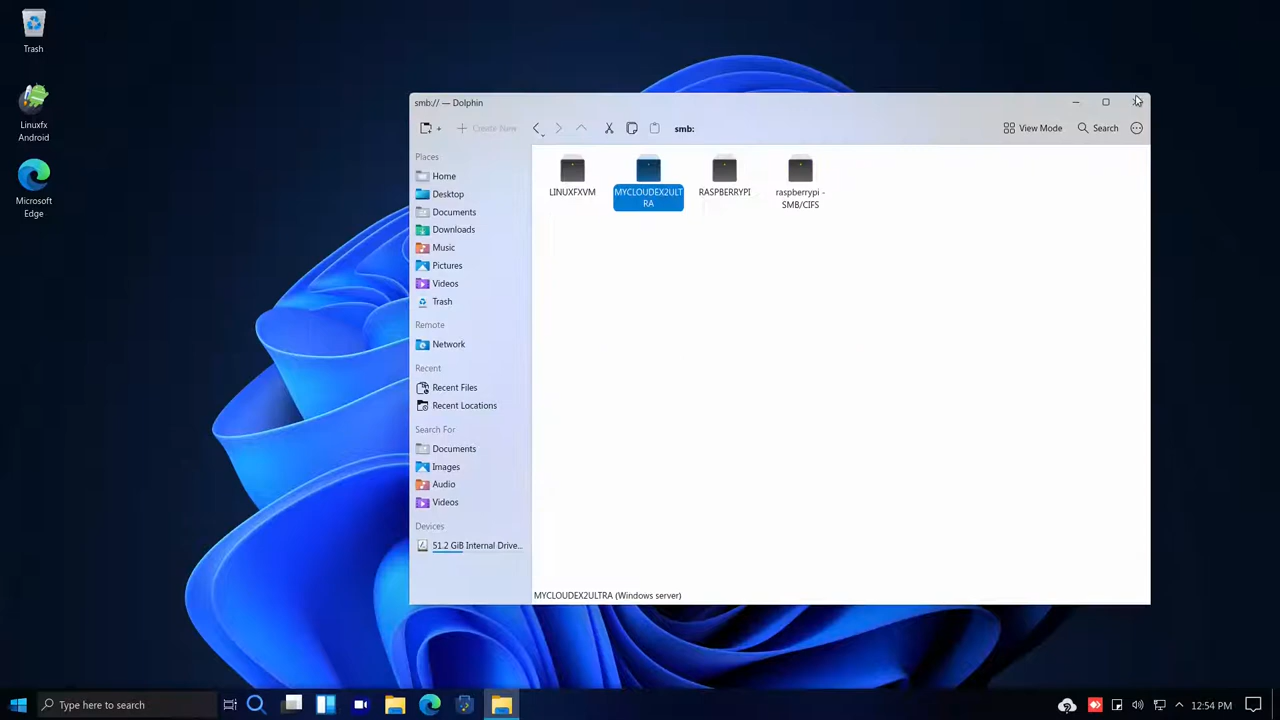 Trash
Linuxfx
Android
Microsoft
Edge
smb:// — Dolphin
Create New
smb:
View Mode
Search
Places
Home
Desktop
Documents
Downloads
Music
Pictures
Videos
Trash
Remote
Network
Recent
Recent Files
Recent Locations
Search For
Documents
Images
Audio
Videos
Devices
51.2 GiB Internal Drive...
LINUXFXVM
MYCLOUDEX2ULT
RA
RASPBERRYPI
raspberrypi -
SMB/CIFS
MYCLOUDEX2ULTRA (Windows server)
Type here to search
12:54 PM